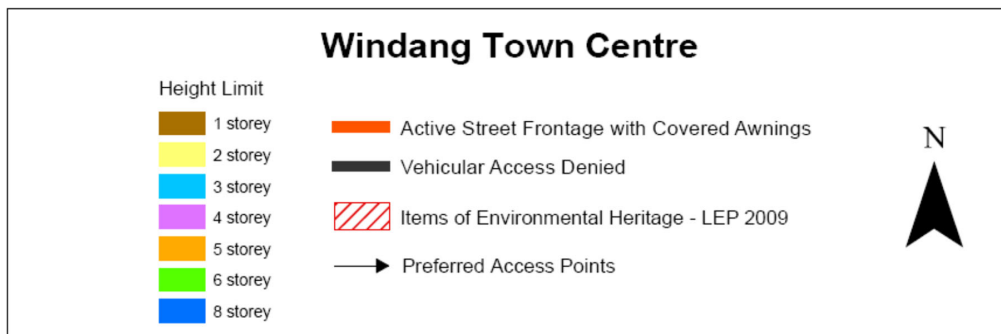 Windang Town Centre
Height Limit
1 storey
2 storey
3 storey
4 storey
5 storey
6 storey
8 storey
Active Street Frontage with Covered Awnings
Vehicular Access Denied
Items of Environmental Heritage - LEP 2009
Preferred Access Points
N